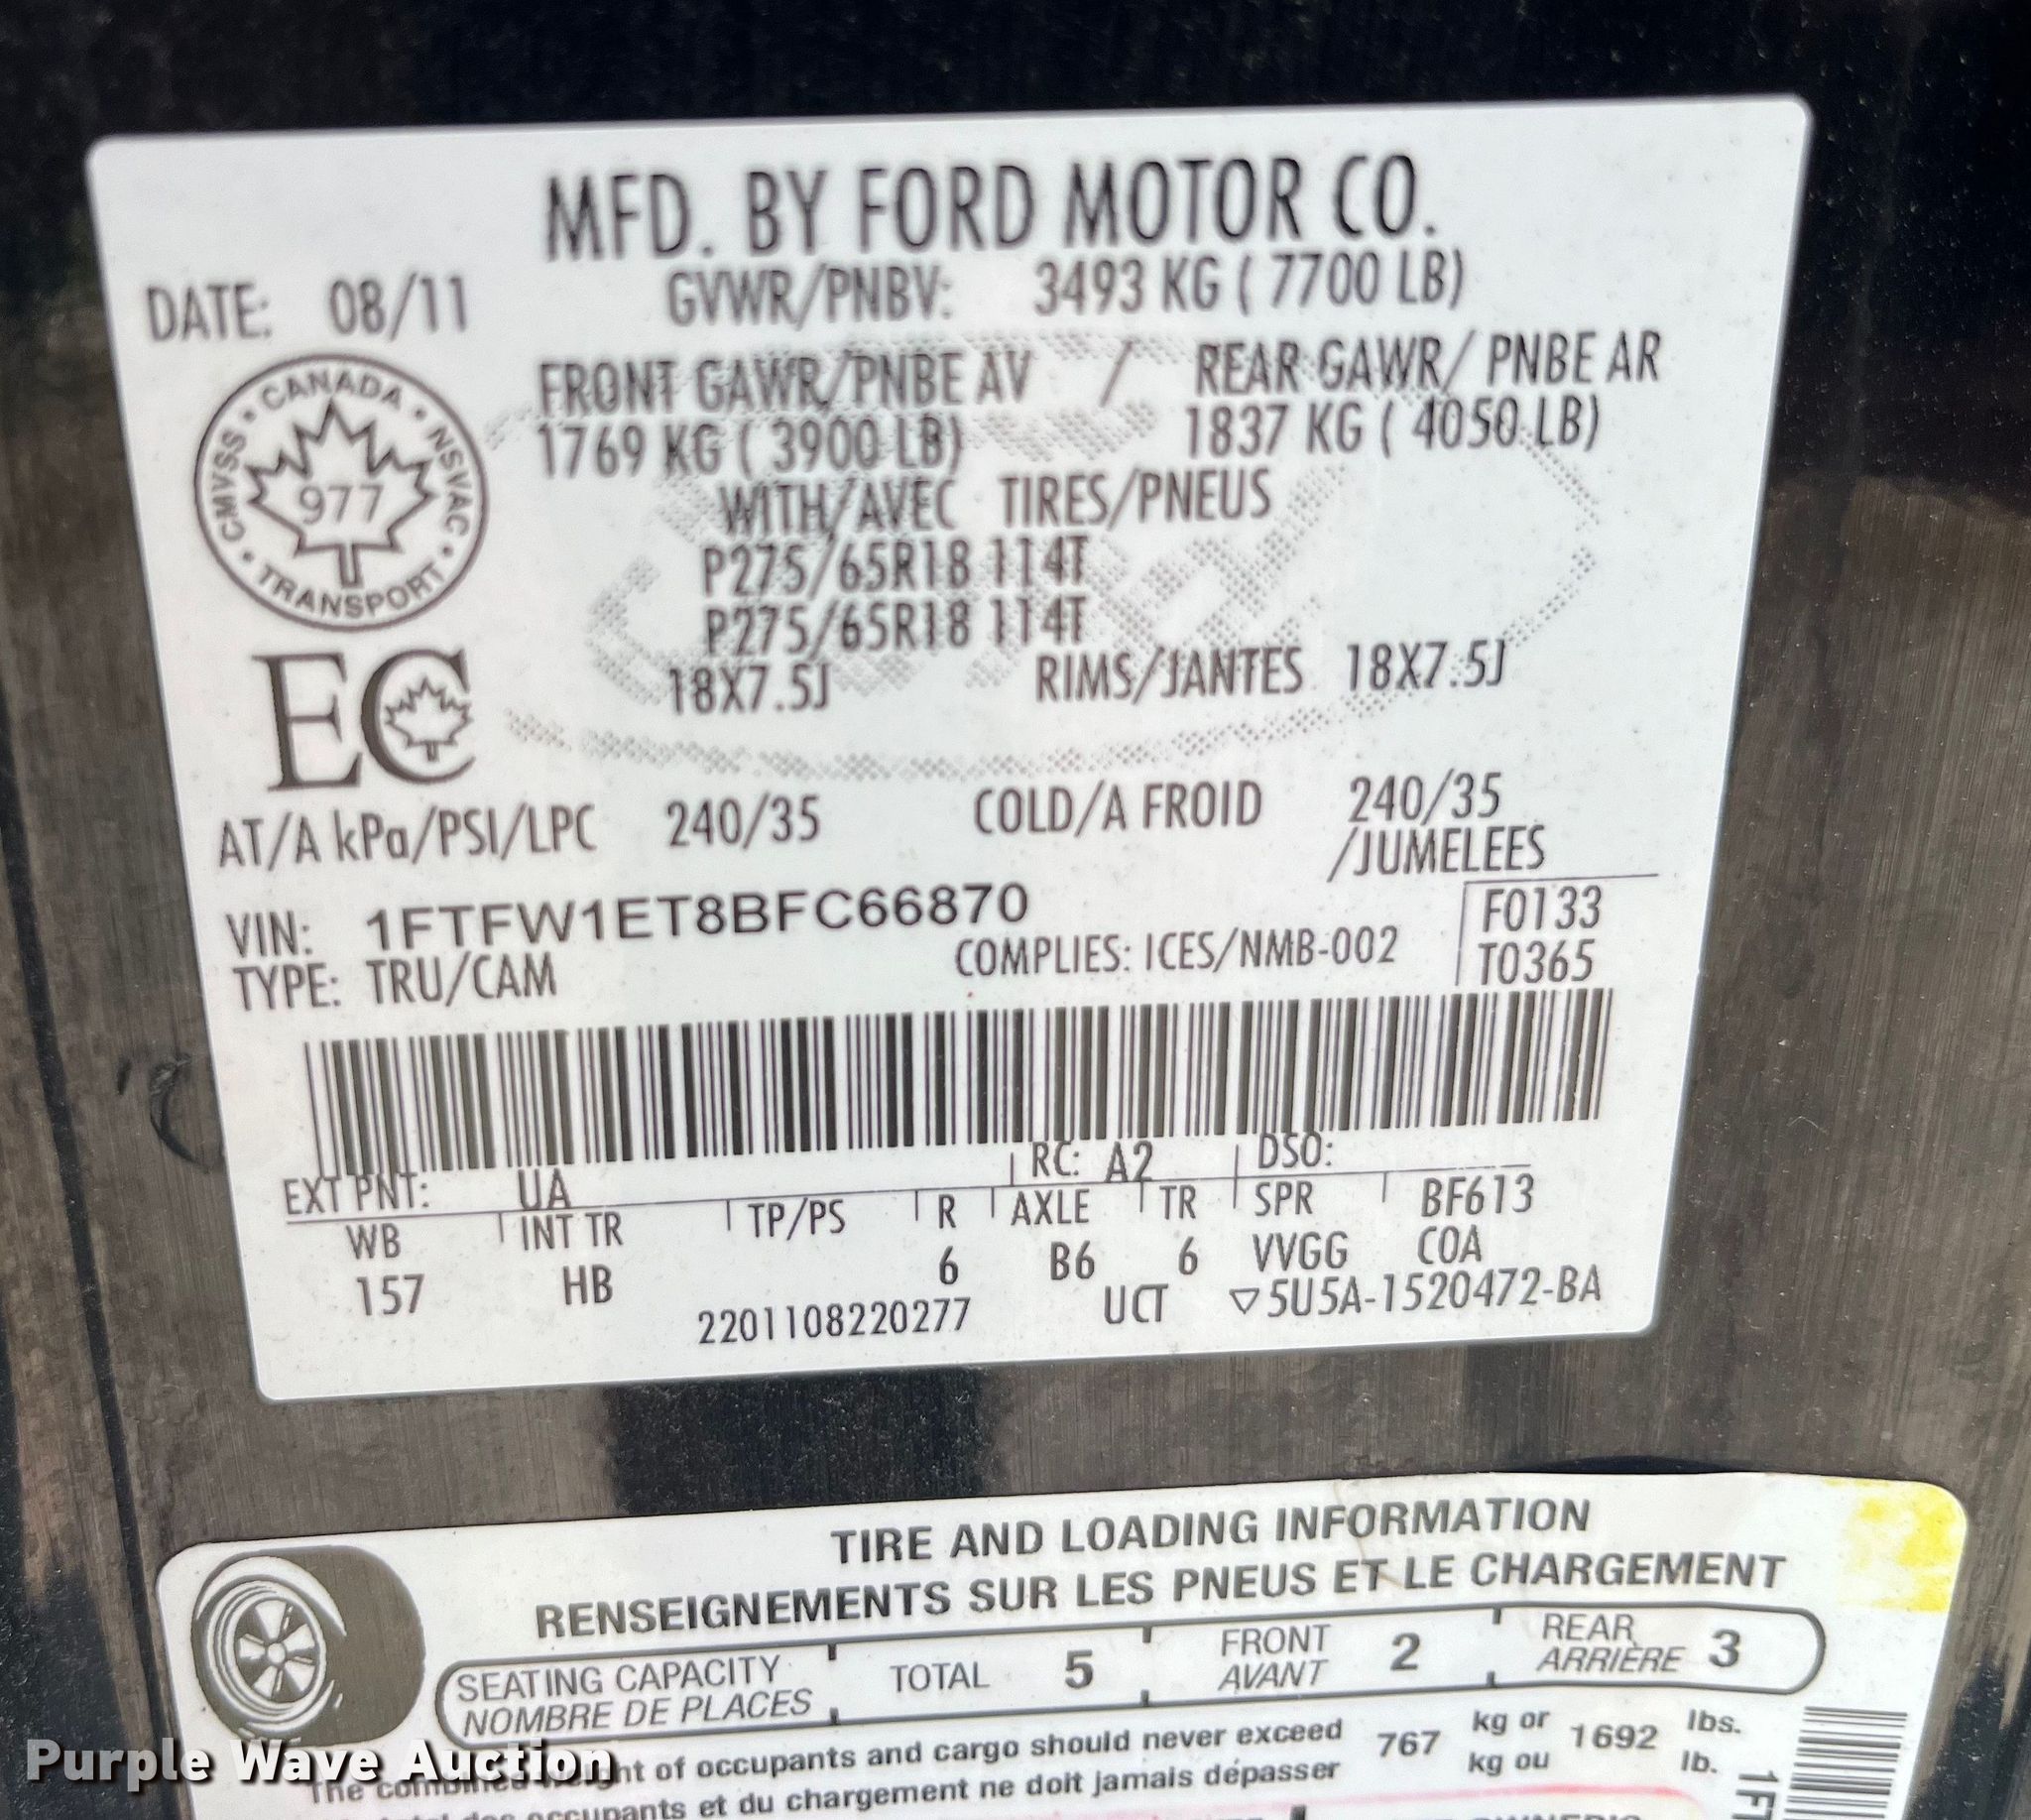 MFD. BY FORD MOTOR CO.
DATE: 08/11 GVWR/PNBV: 3493 KG ( 7700 LB)
FRONT GAWR/PNBE AV / REAR GAWR/ PNBE AR
1769 KG ( 3900 LB) 1837 KG ( 4050 LB)
WITH/AVEC TIRES/PNEUS
P275/65R18 114T
P275/65R18 114T
18X7.5J RIMS/JANTES 18X7.5J
CANADA • NSVAC • TRANSPORT • CMVSS •
977
EC
AT/A kPa/PSI/LPC 240/35 COLD/A FROID 240/35
/JUMELEES
VIN: 1FTFW1ET8BFC66870 F0133
TYPE: TRU/CAM COMPLIES: ICES/NMB-002 T0365
EXT PNT: UA RC: A2 DSO:
WB INT TR TP/PS R AXLE TR SPR BF613
157 HB 6 B6 6 VVGG COA
2201108220277 UCT ▽5U5A-1520472-BA
TIRE AND LOADING INFORMATION
RENSEIGNEMENTS SUR LES PNEUS ET LE CHARGEMENT
SEATING CAPACITY TOTAL 5 FRONT 2 REAR 3
NOMBRE DE PLACES AVANT ARRIÈRE
The combined weight of occupants and cargo should never exceed 767 kg or 1692 lbs.
occupants et du chargement ne doit jamais dépasser kg ou lb.
1FT
Purple Wave Auction